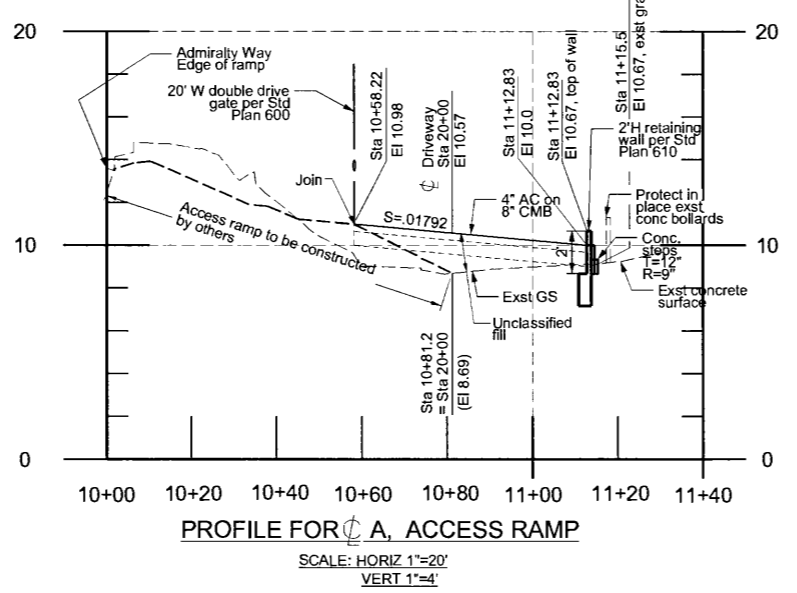 20
20
Admiralty Way
Edge of ramp
20' W double drive
gate per Std
Plan 600
Sta 10+58.22
El 10.98
℄ Driveway
Sta 20+00
El 10.57
Sta 11+12.83
El 10.0
Sta 11+12.83
El 10.67, top of wall
Sta 11+15.5
El 10.67, exst gra
2'H retaining
wall per Std
Plan 610
Join
S=.01792
4" AC on
8" CMB
Protect in
place exst
conc bollards
Access ramp to be constructed
by others
10
10
2'
Conc.
steps
T=12"
R=9"
Exst GS
Exst concrete
surface
Unclassified
fill
Sta 10+81.2
= Sta 20+00
(El 8.69)
0
0
10+00 10+20 10+40 10+60 10+80 11+00 11+20 11+40
PROFILE FOR ℄ A, ACCESS RAMP
SCALE: HORIZ 1"=20'
VERT 1"=4'